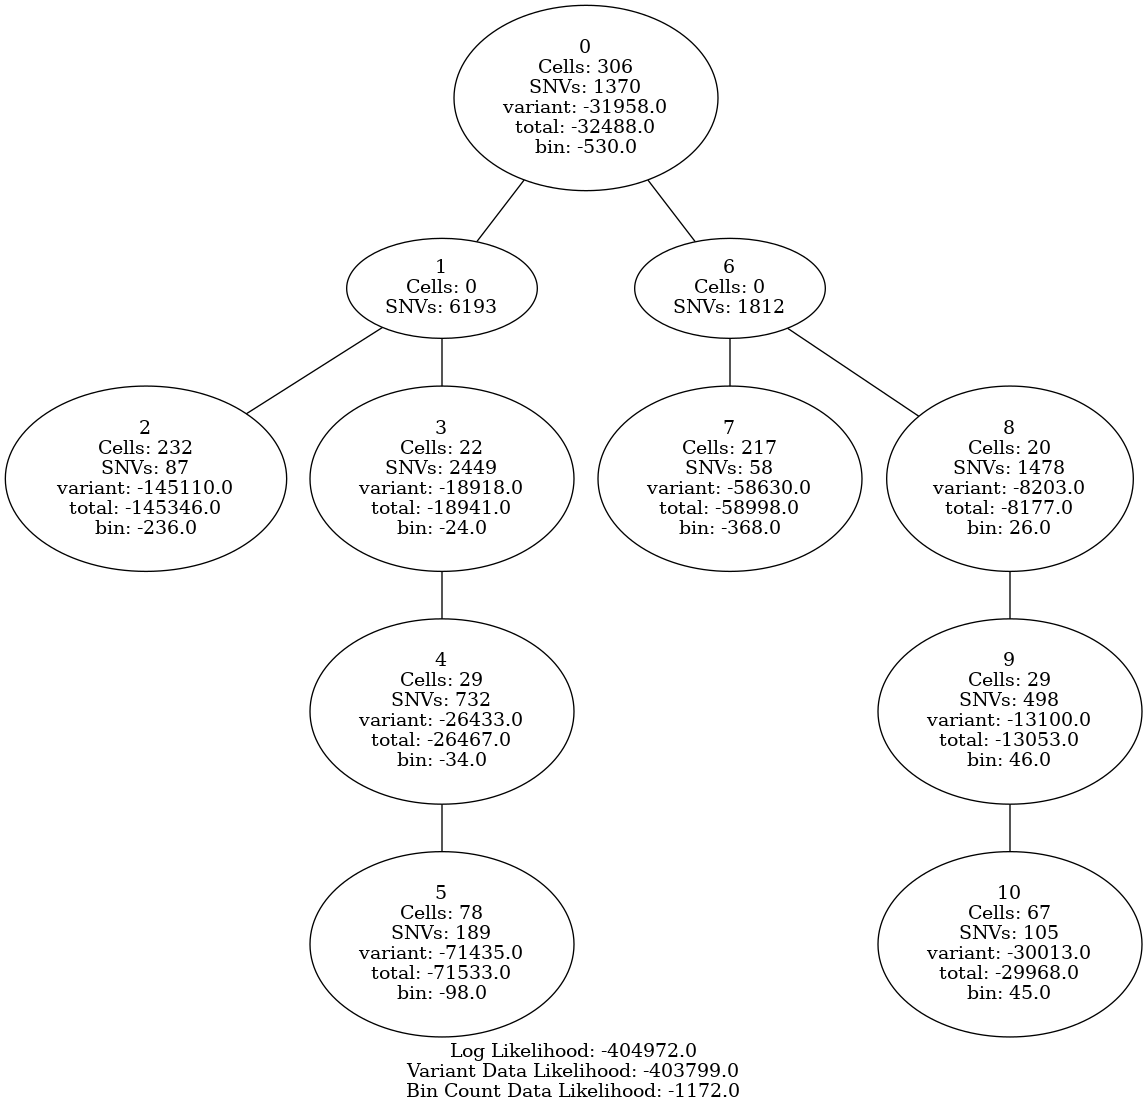 0
Cells: 306
SNVs: 1370
variant: -31958.0
total: -32488.0
bin: -530.0
1
Cells: 0
SNVs: 6193
6
Cells: 0
SNVs: 1812
2
Cells: 232
SNVs: 87
variant: -145110.0
total: -145346.0
bin: -236.0
3
Cells: 22
SNVs: 2449
variant: -18918.0
total: -18941.0
bin: -24.0
7
Cells: 217
SNVs: 58
variant: -58630.0
total: -58998.0
bin: -368.0
8
Cells: 20
SNVs: 1478
variant: -8203.0
total: -8177.0
bin: 26.0
4
Cells: 29
SNVs: 732
variant: -26433.0
total: -26467.0
bin: -34.0
9
Cells: 29
SNVs: 498
variant: -13100.0
total: -13053.0
bin: 46.0
5
Cells: 78
SNVs: 189
variant: -71435.0
total: -71533.0
bin: -98.0
10
Cells: 67
SNVs: 105
variant: -30013.0
total: -29968.0
bin: 45.0
Log Likelihood: -404972.0
Variant Data Likelihood: -403799.0
Bin Count Data Likelihood: -1172.0